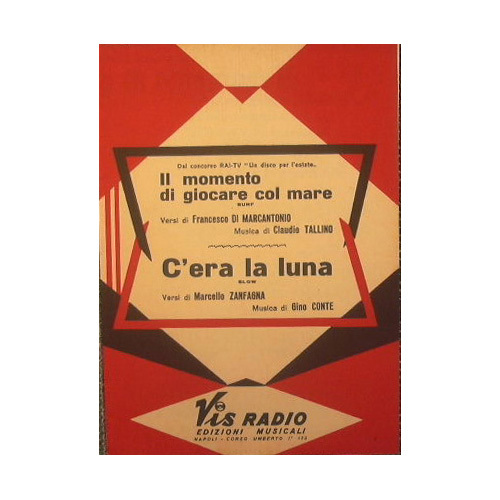 Dal concorso RAI-TV "Un disco per l'estate„
Il momento
di giocare col mare
SURF
Versi di Francesco DI MARCANTONIO
Musica di Claudio TALLINO
C'era la luna
SLOW
Versi di Marcello ZANFAGNA
Musica di Gino CONTE
Vis RADIO
EDIZIONI MUSICALI
NAPOLI - CORSO UMBERTO Iº